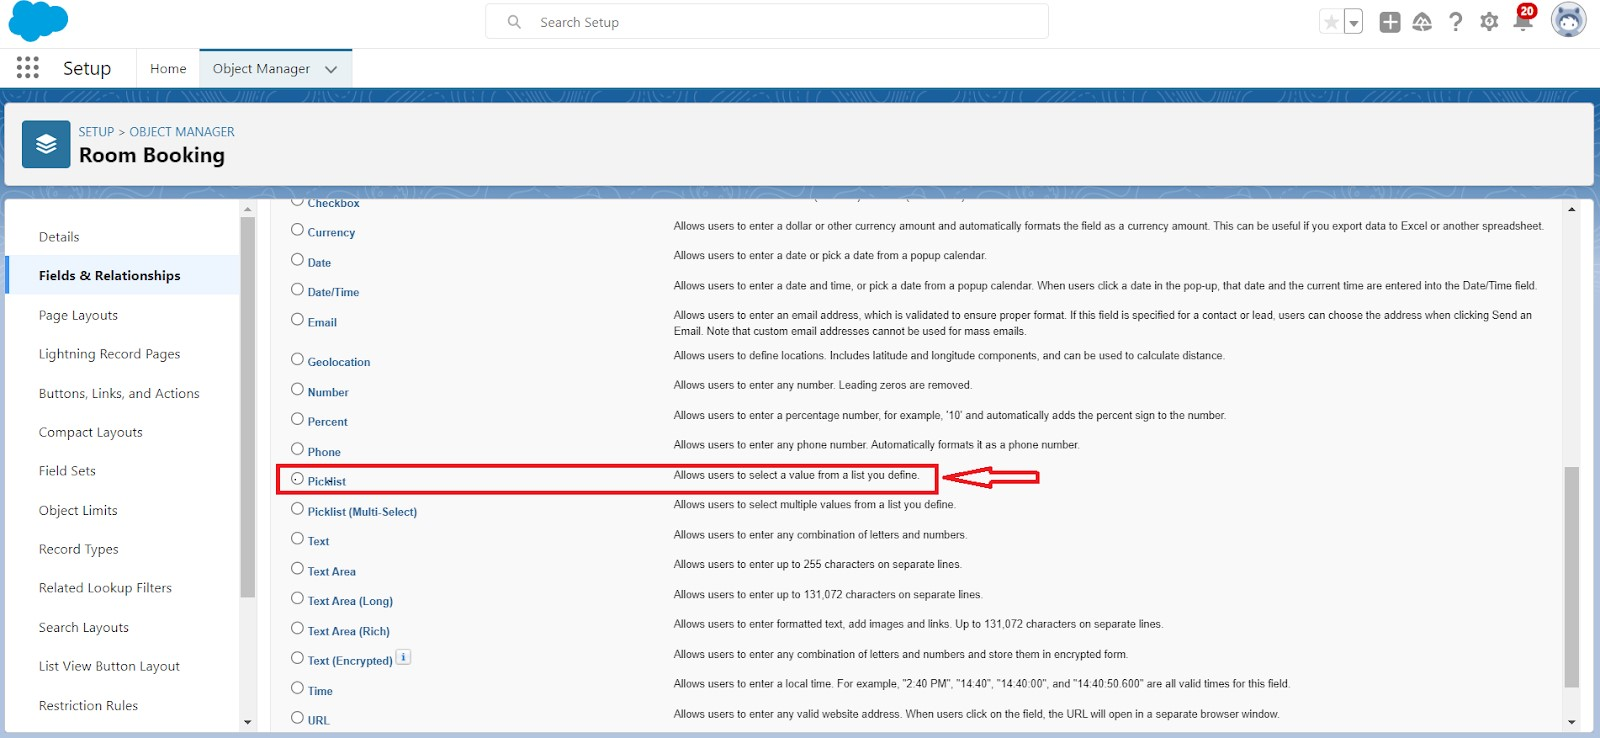 Search Setup
20
Setup
Home
Object Manager
SETUP > OBJECT MANAGER
Room Booking
Details
Fields & Relationships
Page Layouts
Lightning Record Pages
Buttons, Links, and Actions
Compact Layouts
Field Sets
Object Limits
Record Types
Related Lookup Filters
Search Layouts
List View Button Layout
Restriction Rules
Checkbox
Currency
Allows users to enter a dollar or other currency amount and automatically formats the field as a currency amount. This can be useful if you export data to Excel or another spreadsheet.
Date
Allows users to enter a date or pick a date from a popup calendar.
Date/Time
Allows users to enter a date and time, or pick a date from a popup calendar. When users click a date in the pop-up, that date and the current time are entered into the Date/Time field.
Email
Allows users to enter an email address, which is validated to ensure proper format. If this field is specified for a contact or lead, users can choose the address when clicking Send an
Email. Note that custom email addresses cannot be used for mass emails.
Geolocation
Allows users to define locations. Includes latitude and longitude components, and can be used to calculate distance.
Number
Allows users to enter any number. Leading zeros are removed.
Percent
Allows users to enter a percentage number, for example, '10' and automatically adds the percent sign to the number.
Phone
Allows users to enter any phone number. Automatically formats it as a phone number.
Picklist
Allows users to select a value from a list you define.
Picklist (Multi-Select)
Allows users to select multiple values from a list you define.
Text
Allows users to enter any combination of letters and numbers.
Text Area
Allows users to enter up to 255 characters on separate lines.
Text Area (Long)
Allows users to enter up to 131,072 characters on separate lines.
Text Area (Rich)
Allows users to enter formatted text, add images and links. Up to 131,072 characters on separate lines.
Text (Encrypted) i
Allows users to enter any combination of letters and numbers and store them in encrypted form.
Time
Allows users to enter a local time. For example, "2:40 PM", "14:40", "14:40:00", and "14:40:50.600" are all valid times for this field.
URL
Allows users to enter any valid website address. When users click on the field, the URL will open in a separate browser window.